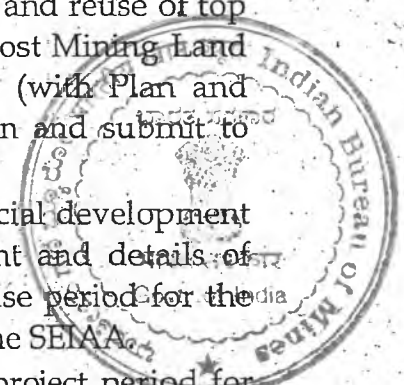 and reuse of top
ost Mining Land
(with Plan and
n and submit to
cial development
nt and details of
se period for the
ne SEIAA.
project period for
Indian Bureau of Mines
India